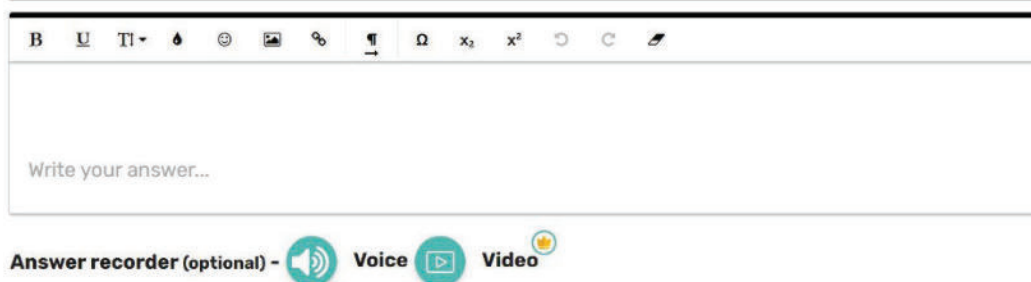 B U TI ¶ Ω x₂ x²
Write your answer...
Answer recorder (optional) - Voice Video